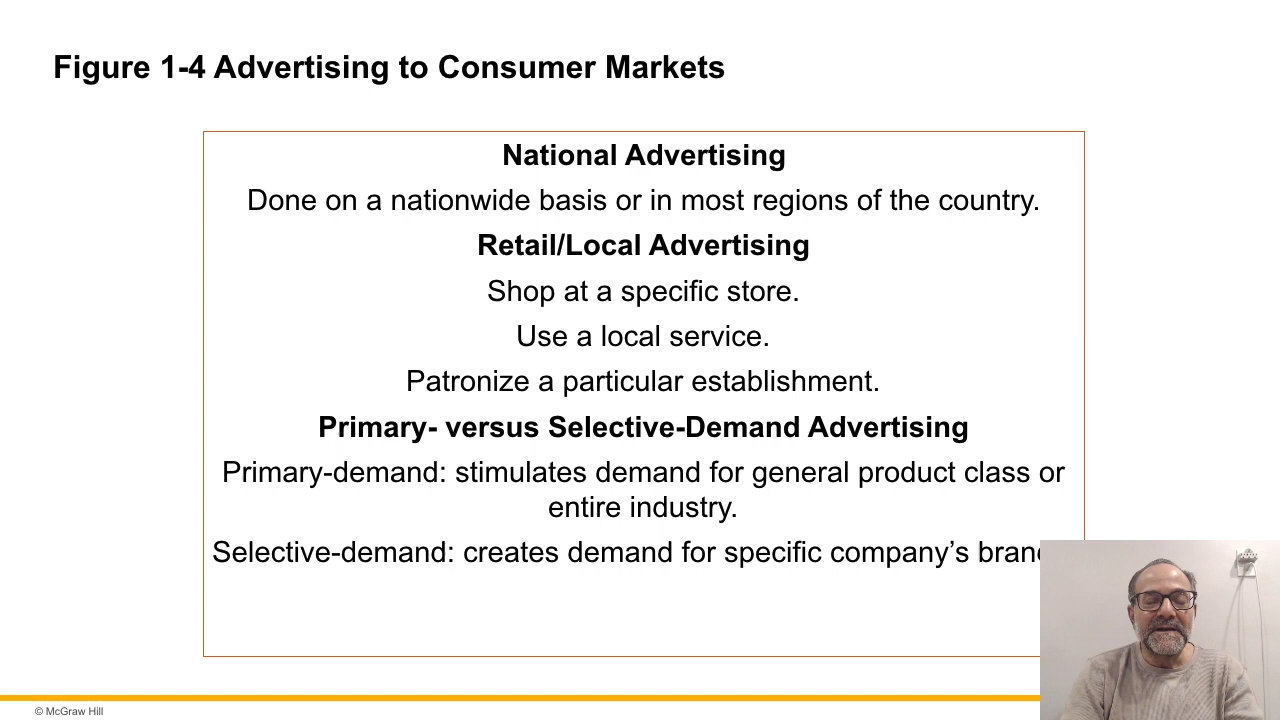 Figure 1-4 Advertising to Consumer Markets
National Advertising
Done on a nationwide basis or in most regions of the country.
Retail/Local Advertising
Shop at a specific store.
Use a local service.
Patronize a particular establishment.
Primary- versus Selective-Demand Advertising
Primary-demand: stimulates demand for general product class or
entire industry.
Selective-demand: creates demand for specific company’s
© McGraw Hill